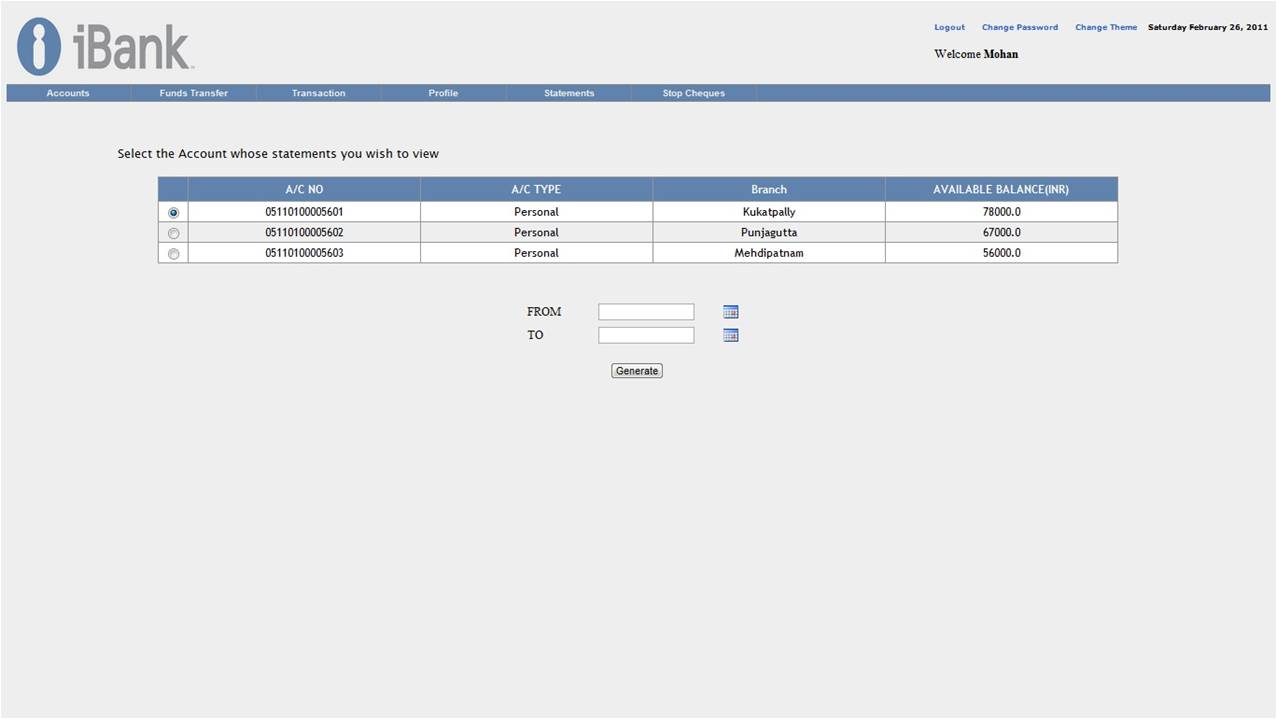 iBank
Logout Change Password Change Theme Saturday February 26, 2011
Welcome Mohan
Accounts Funds Transfer Transaction Profile Statements Stop Cheques
Select the Account whose statements you wish to view
A/C NO A/C TYPE Branch AVAILABLE BALANCE(INR)
05110100005601 Personal Kukatpally 78000.0
05110100005602 Personal Punjagutta 67000.0
05110100005603 Personal Mehdipatnam 56000.0
FROM
TO
Generate